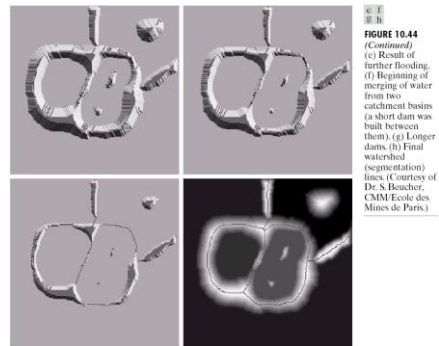 e f
g h
FIGURE 10.44
(Continued)
(e) Result of
further flooding.
(f) Beginning of
merging of water
from two
catchment basins
(a short dam was
built between
them). (g) Longer
dams. (h) Final
watershed
(segmentation)
lines. (Courtesy of
Dr. S. Beucher,
CMM/Ecole des
Mines de Paris.)